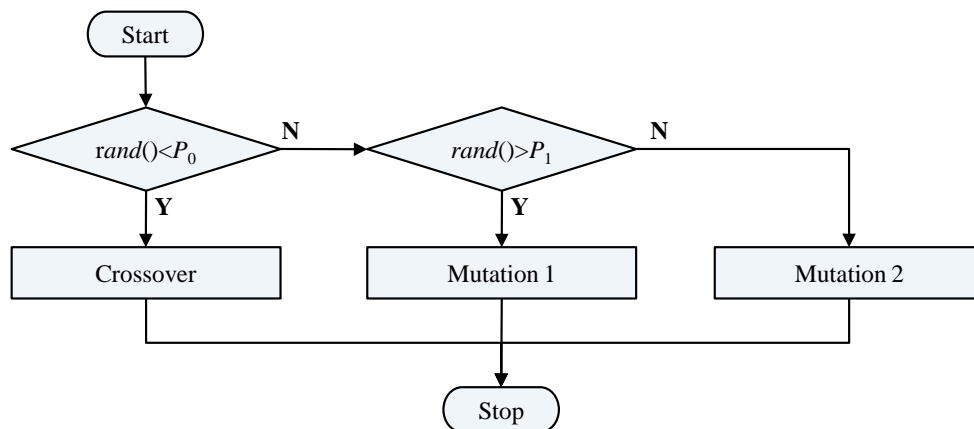 Start
rand()<P0
N
rand()>P1
N
Y
Y
Crossover
Mutation 1
Mutation 2
Stop